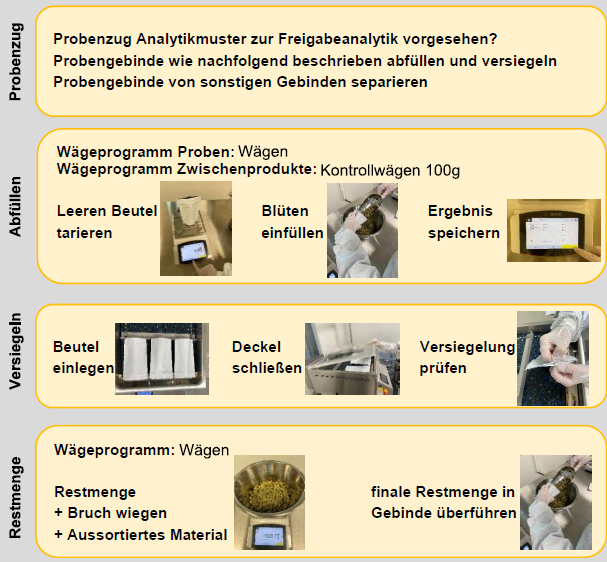 Probenzug
Probenzug Analytikmuster zur Freigabeanalytik vorgesehen?
Probengebinde wie nachfolgend beschrieben abfüllen und versiegeln
Probengebinde von sonstigen Gebinden separieren
Abfüllen
Wägeprogramm Proben: Wägen
Wägeprogramm Zwischenprodukte: Kontrollwägen 100g
Leeren Beutel
tarieren
Blüten
einfüllen
Ergebnis
speichern
Versiegeln
Beutel
einlegen
Deckel
schließen
Versiegelung
prüfen
Restmenge
Wägeprogramm: Wägen
Restmenge
+ Bruch wiegen
+ Aussortiertes Material
finale Restmenge in
Gebinde überführen